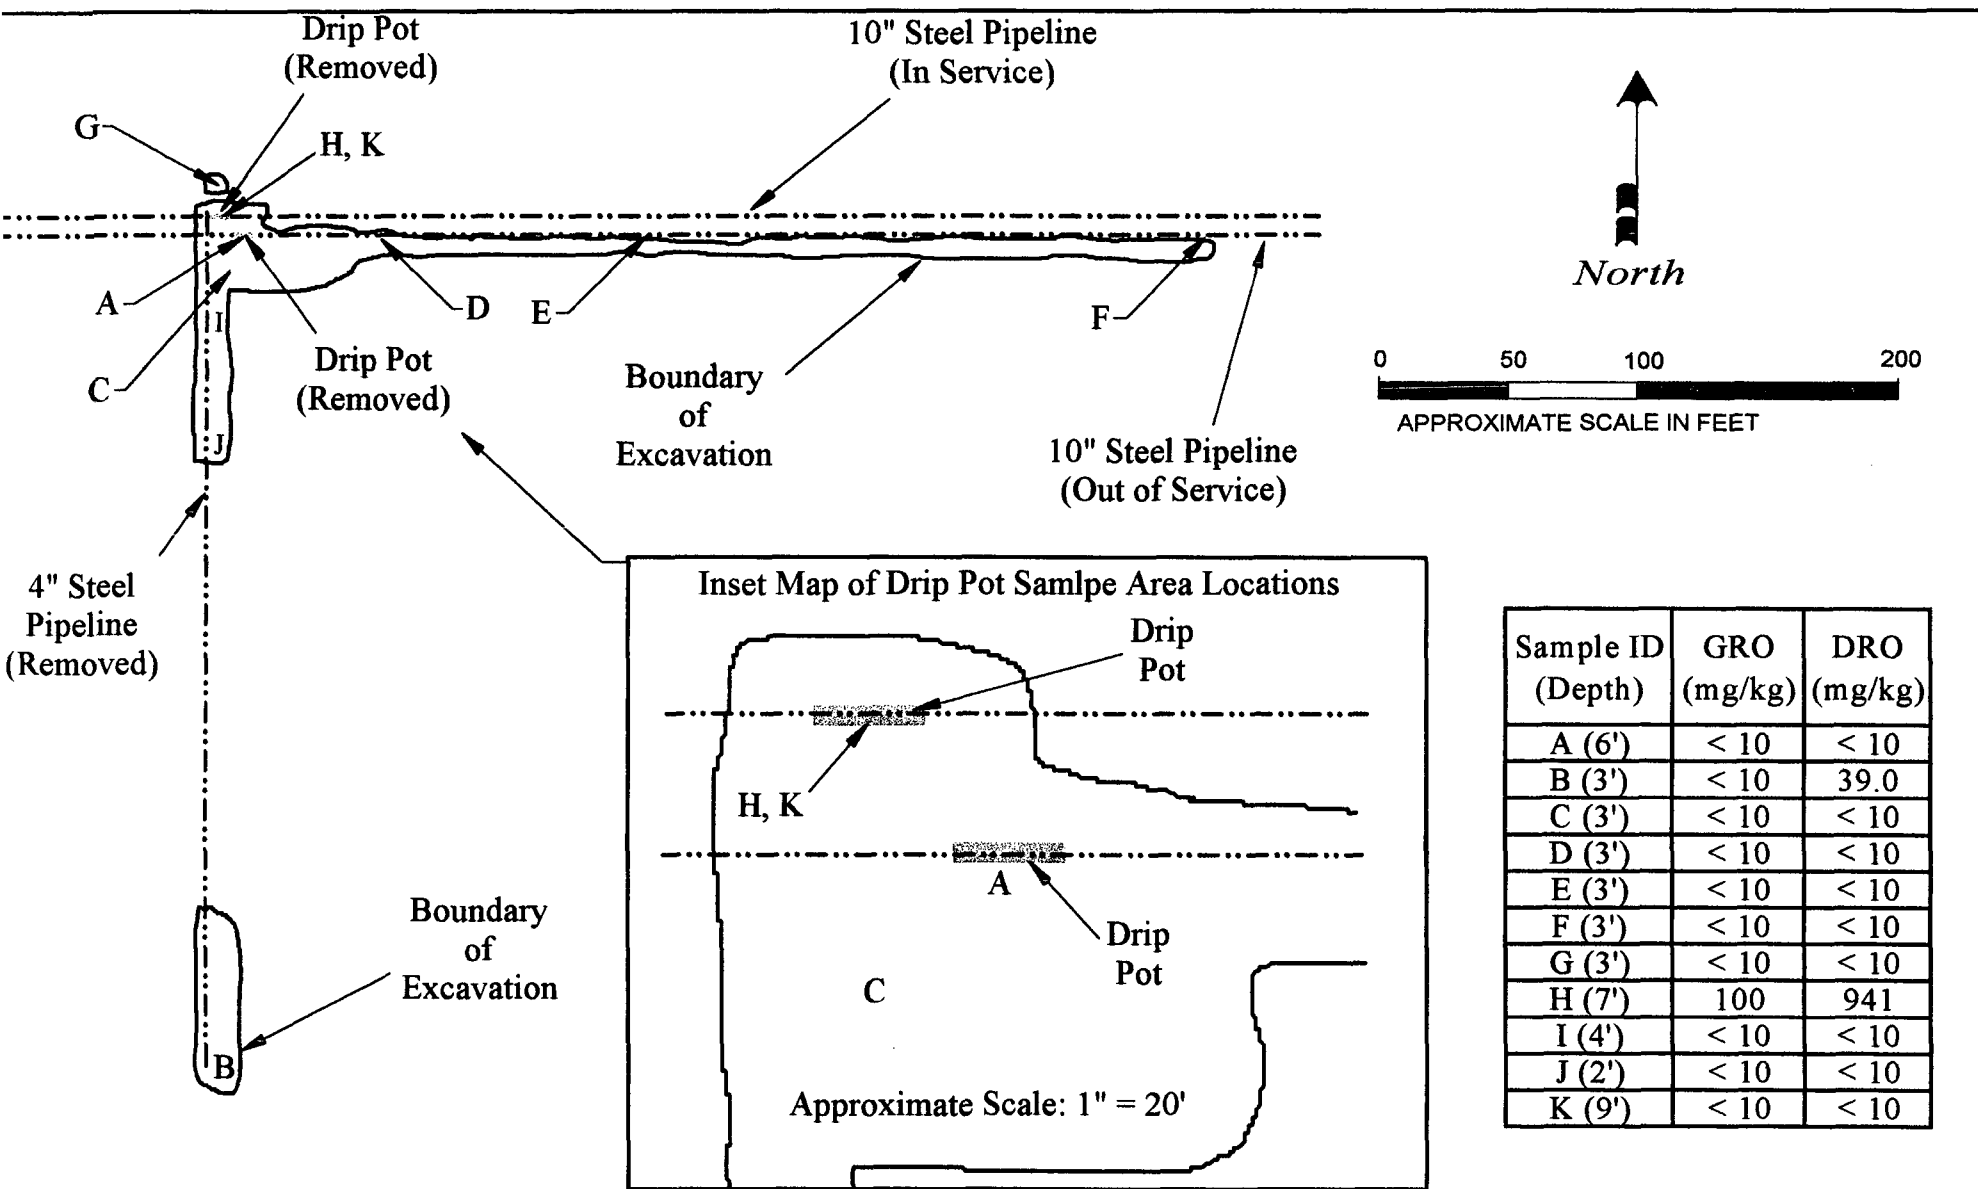 Drip Pot
(Removed)
10" Steel Pipeline
(In Service)
G
H, K
North
A
C
I
J
D
E
F
Drip Pot
(Removed)
Boundary
of
Excavation
10" Steel Pipeline
(Out of Service)
0 50 100 200
APPROXIMATE SCALE IN FEET
4" Steel
Pipeline
(Removed)
Boundary
of
Excavation
B
Inset Map of Drip Pot Samlpe Area Locations
Drip
Pot
H, K
A
Drip
Pot
C
Approximate Scale: 1" = 20'
Sample ID (Depth) GRO (mg/kg) DRO (mg/kg)
A (6') < 10 < 10
B (3') < 10 39.0
C (3') < 10 < 10
D (3') < 10 < 10
E (3') < 10 < 10
F (3') < 10 < 10
G (3') < 10 < 10
H (7') 100 941
I (4') < 10 < 10
J (2') < 10 < 10
K (9') < 10 < 10